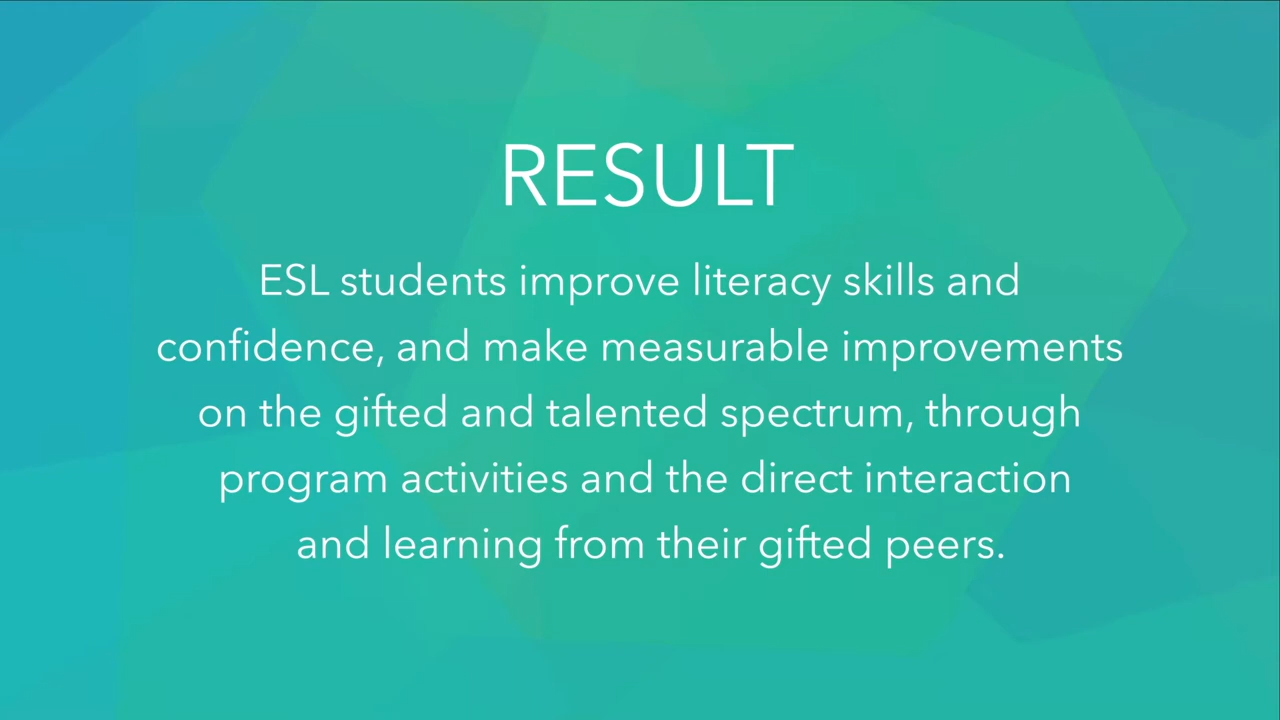 RESULT
ESL students improve literacy skills and
confidence, and make measurable improvements
on the gifted and talented spectrum, through
program activities and the direct interaction
and learning from their gifted peers.